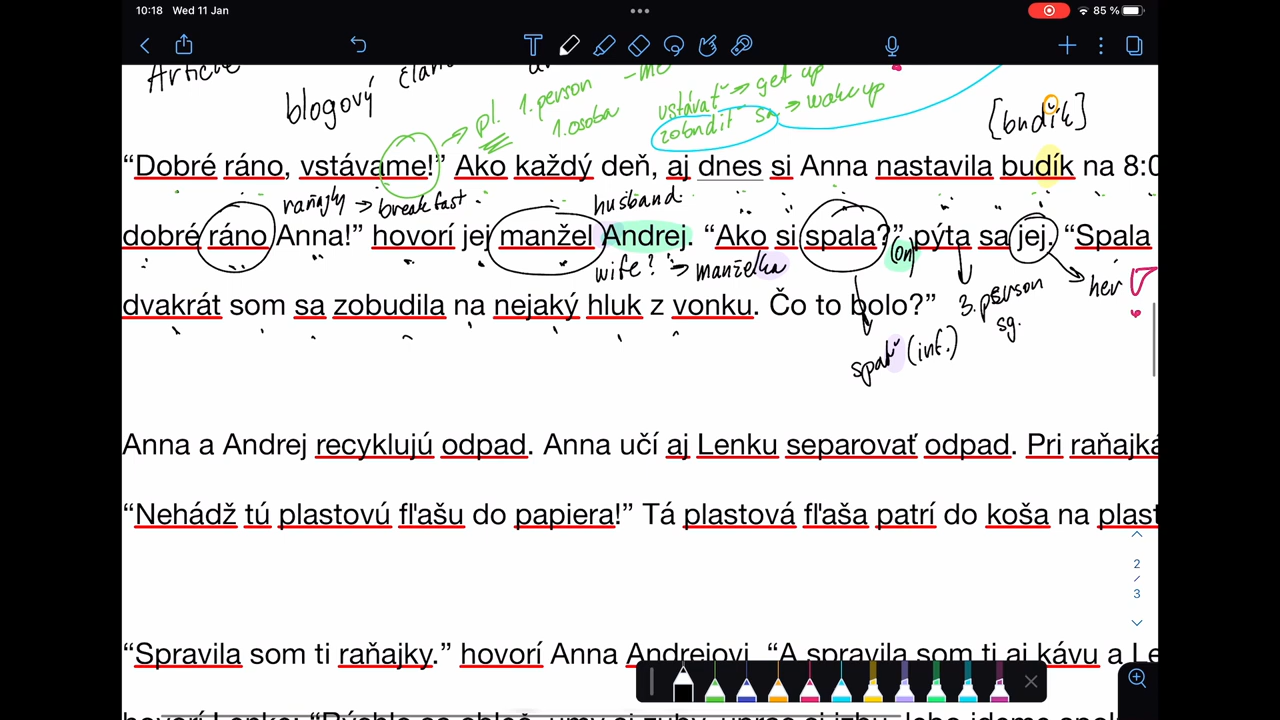 10:18 Wed 11 Jan
85 %
Article
blogový
pl. 1. person
1. osoba
vstávať → get up
zobudiť sa → wake up
[buďík]
“Dobré ráno, vstávame!” Ako každý deň, aj dnes si Anna nastavila budík na 8:0
raňajky → breakfast
husband
dobré ráno Anna!” hovorí jej manžel Andrej. “Ako si spala?” pýta sa jej. “Spala
(on)
wife? → manželka
3. person
sg.
her
dvakrát som sa zobudila na nejaký hluk z vonku. Čo to bolo?”
spať (inf.)
Anna a Andrej recyklujú odpad. Anna učí aj Lenku separovať odpad. Pri raňajká
“Nehádž tú plastovú fľašu do papiera!” Tá plastová fľaša patrí do koša na plast
2
/
3
“Spravila som ti raňajky.” hovorí Anna Andrejovi. “A spravila som ti aj kávu a Le